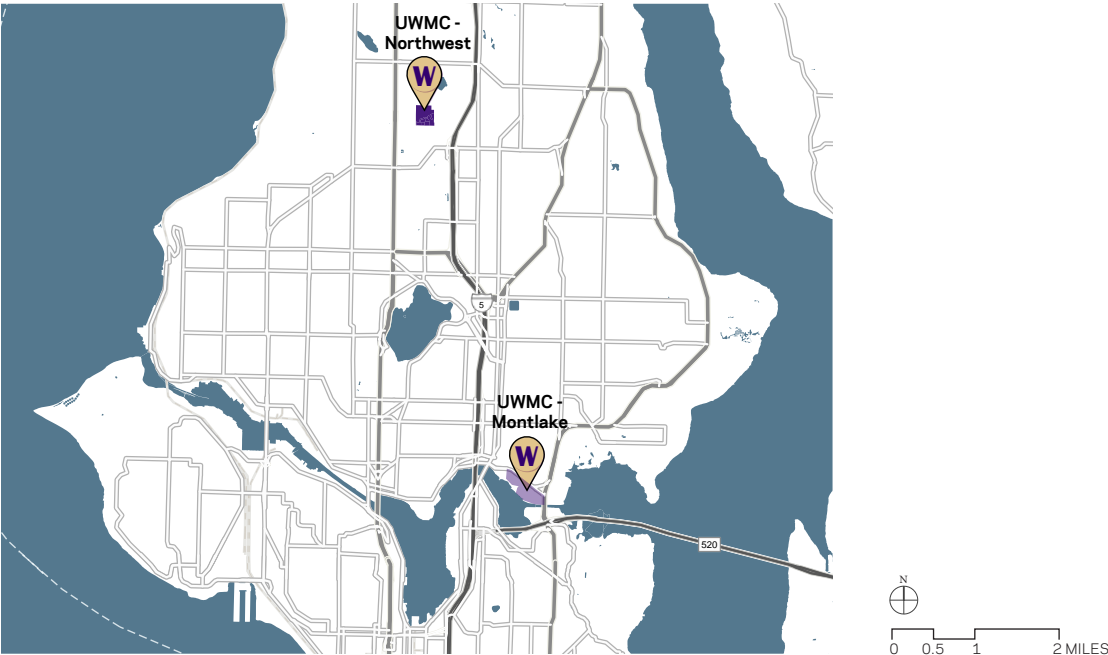 UWMC -
Northwest
W
5
UWMC -
Montlake
W
520
N
0 0.5 1 2 MILES